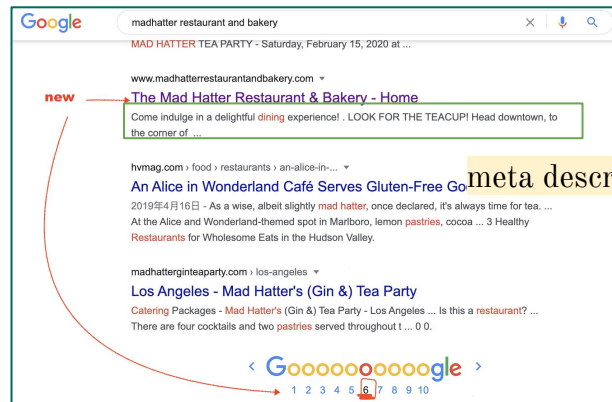 Google
madhatter restaurant and bakery
MAD HATTER TEA PARTY - Saturday, February 15, 2020 at ...
www.madhatterrestaurantandbakery.com
new
The Mad Hatter Restaurant & Bakery - Home
Come indulge in a delightful dining experience! . LOOK FOR THE TEACUP! Head downtown, to
the corner of ...
hvmag.com › food › restaurants › an-alice-in-...
An Alice in Wonderland Café Serves Gluten-Free Go
meta descr
2019年4月16日 - As a wise, albeit slightly mad hatter, once declared, it's always time for tea. ...
At the Alice and Wonderland-themed spot in Marlboro, lemon pastries, cocoa ... 3 Healthy
Restaurants for Wholesome Eats in the Hudson Valley.
madhatterginteaparty.com › los-angeles
Los Angeles - Mad Hatter's (Gin &) Tea Party
Catering Packages - Mad Hatter's (Gin &) Tea Party - Los Angeles ... Is this a restaurant? ...
There are four cocktails and two pastries served throughout t ... 0 0.
< Goooooooooogle >
1 2 3 4 5 6 7 8 9 10